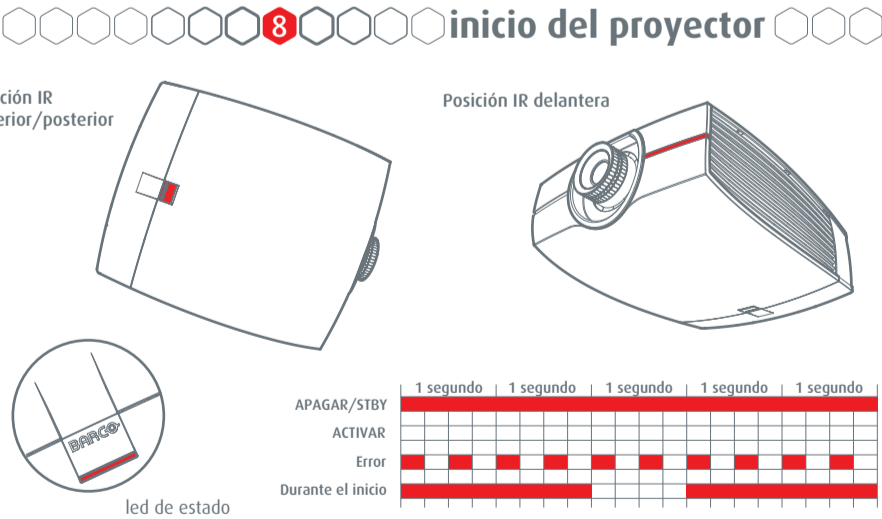 8 inicio del proyector
ción IR
erior/posterior
Posición IR delantera
BARCO
led de estado
1 segundo 1 segundo 1 segundo 1 segundo 1 segundo
APAGAR/STBY
ACTIVAR
Error
Durante el inicio